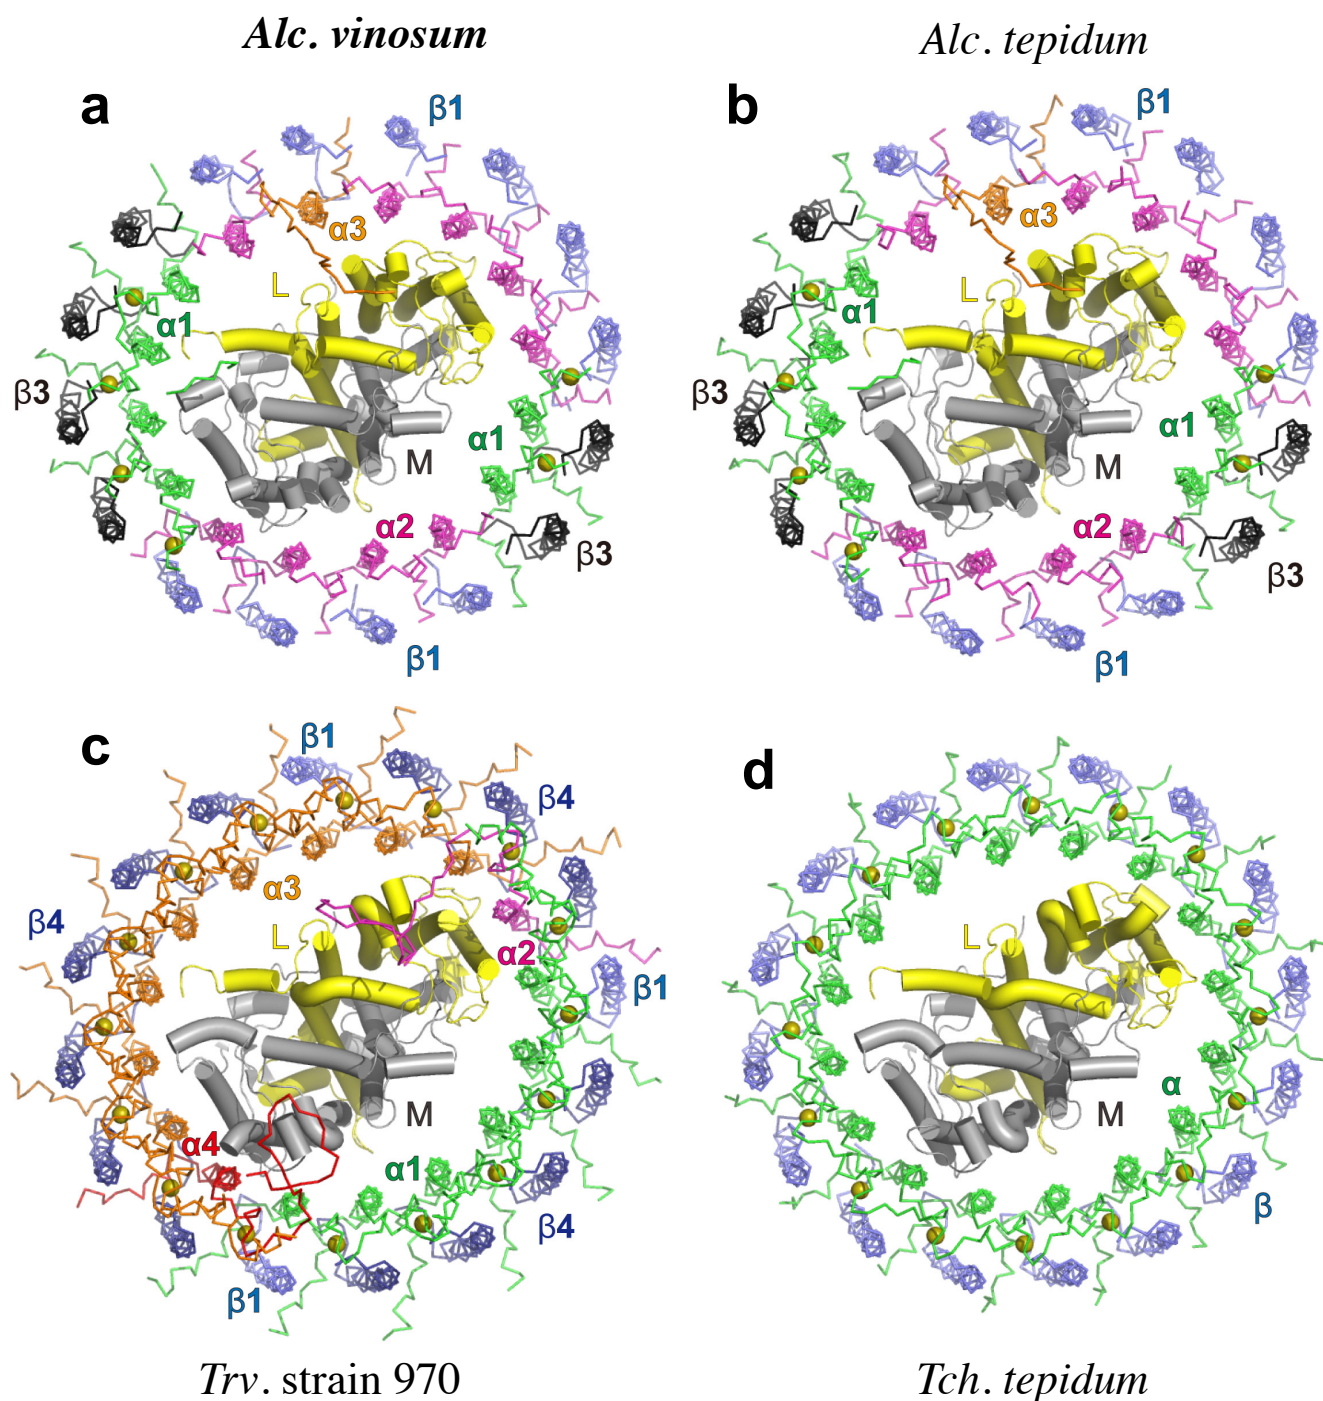 Alc. vinosum
Alc. tepidum
a
β1
b
β1
α3
α3
L
L
α1
α1
β3
β3
α1
α1
M
M
α2
α2
β3
β3
β1
β1
c
β1
d
β4
α3
β4
L
α2
L
β1
α
M
M
α4
α1
β
β4
β1
Trv. strain 970
Tch. tepidum